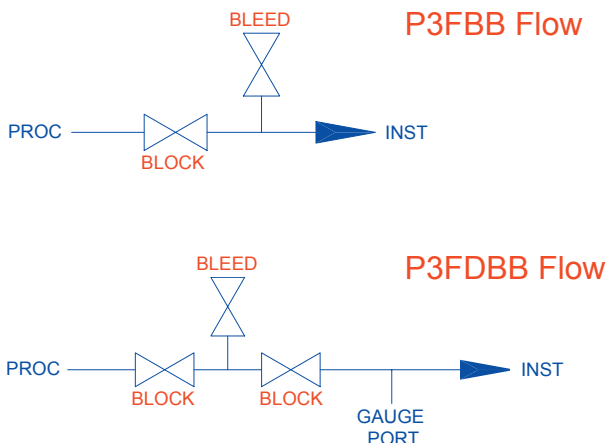 BLEED
P3FBB Flow
PROC
INST
BLOCK
BLEED
P3FDBB Flow
PROC
INST
BLOCK
BLOCK
GAUGE
PORT